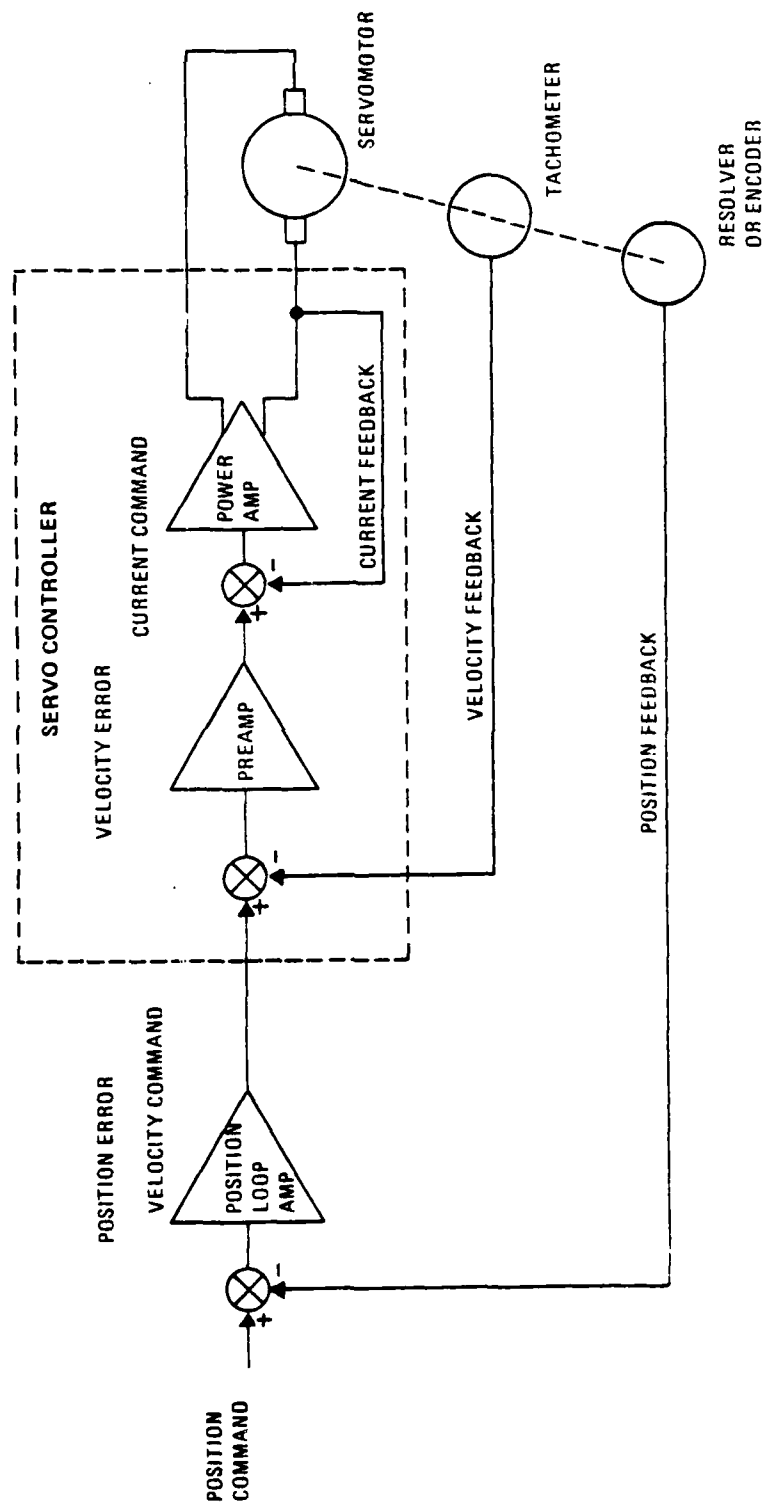 SERVO CONTROLLER
POSITION ERROR
VELOCITY COMMAND
VELOCITY ERROR
CURRENT COMMAND
POSITION
COMMAND
+
-
POSITION
LOOP
AMP
+
-
PREAMP
+
-
POWER
AMP
CURRENT FEEDBACK
SERVOMOTOR
VELOCITY FEEDBACK
TACHOMETER
POSITION FEEDBACK
RESOLVER
OR ENCODER